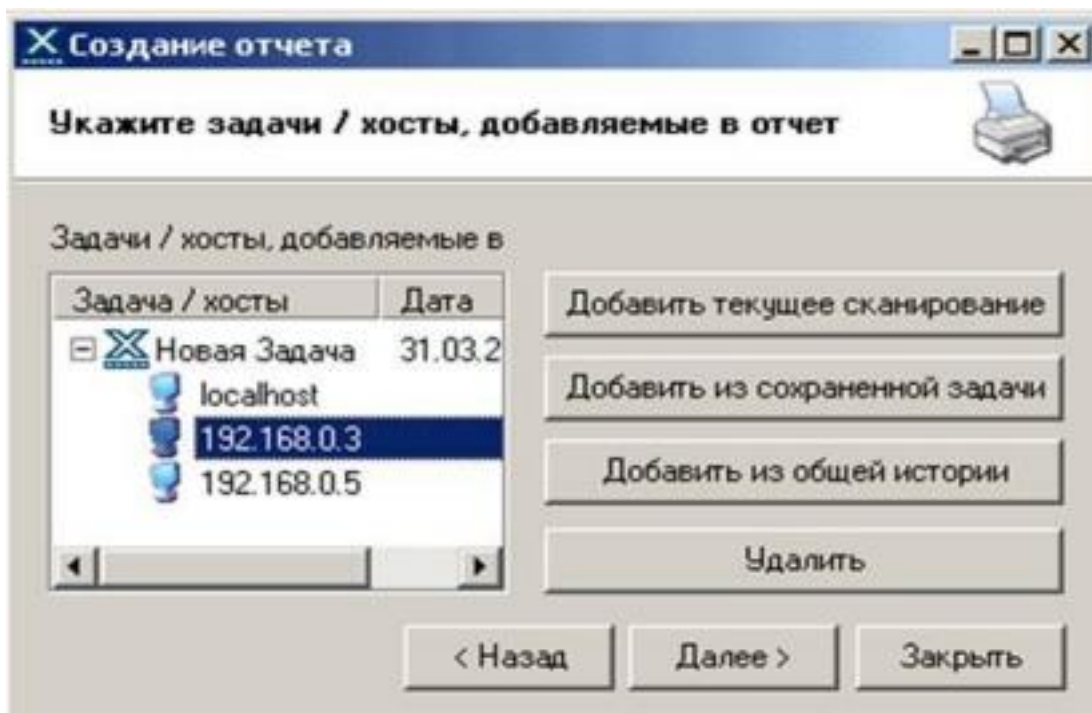 Создание отчета
Укажите задачи / хосты, добавляемые в отчет
Задачи / хосты, добавляемые в
Задача / хосты Дата
Новая Задача 31.03.2
localhost
192.168.0.3
192.168.0.5
Добавить текущее сканирование
Добавить из сохраненной задачи
Добавить из общей истории
Удалить
< Назад
Далее >
Закрыть